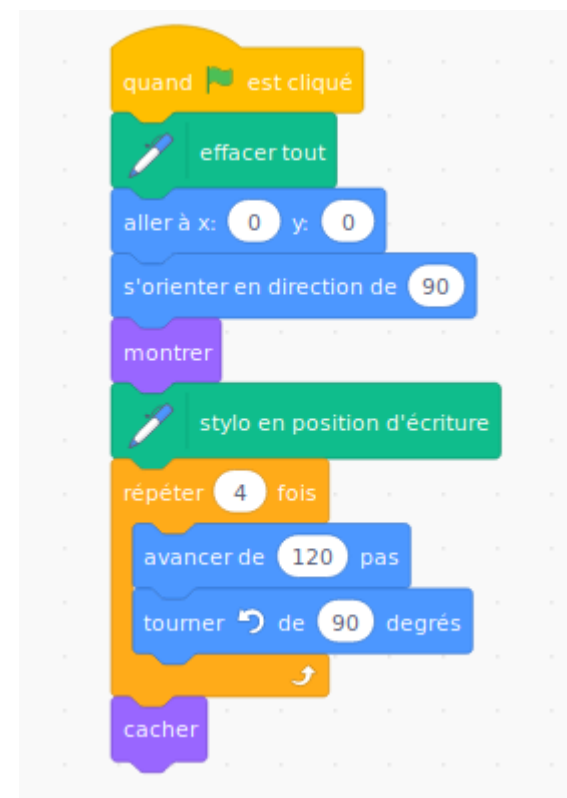 quand est cliqué
effacer tout
aller à x: 0 y: 0
s'orienter en direction de 90
montrer
stylo en position d'écriture
répéter 4 fois
avancer de 120 pas
tourner de 90 degrés
cacher